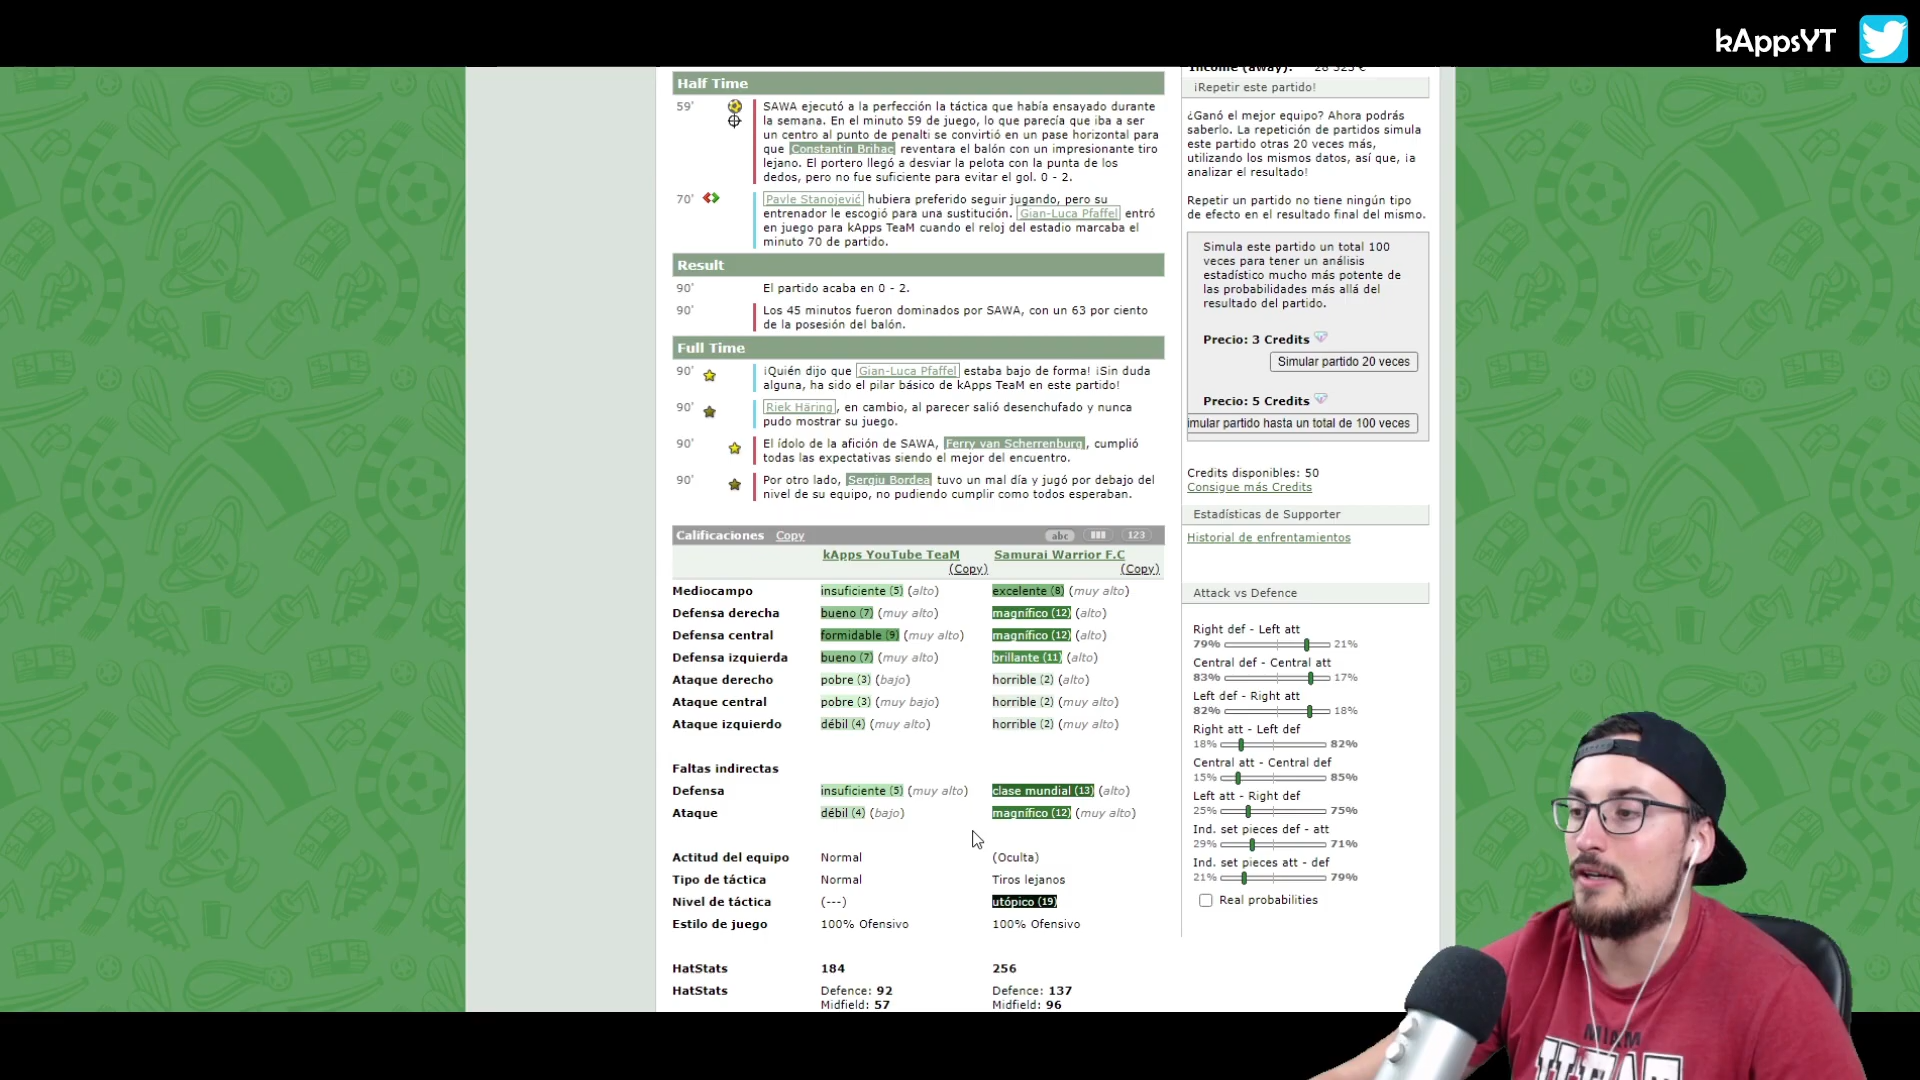 kAppsYT
Half Time
59' SAWA ejecutó a la perfección la táctica que había ensayado durante
la semana. En el minuto 59 de juego, lo que parecía que iba a ser
un centro al punto de penalti se convirtió en un pase horizontal para
que Constantin Brihac reventara el balón con un impresionante tiro
lejano. El portero llegó a desviar la pelota con la punta de los
dedos, pero no fue suficiente para evitar el gol. 0 - 2.
70' Pavle Stanojević hubiera preferido seguir jugando, pero su
entrenador le escogió para una sustitución. Gian-Luca Pfaffel entró
en juego para kApps TeaM cuando el reloj del estadio marcaba el
minuto 70 de partido.
Result
90' El partido acaba en 0 - 2.
90' Los 45 minutos fueron dominados por SAWA, con un 63 por ciento
de la posesión del balón.
Full Time
90' ¡Quién dijo que Gian-Luca Pfaffel estaba bajo de forma! ¡Sin duda
alguna, ha sido el pilar básico de kApps TeaM en este partido!
90' Riek Häring, en cambio, al parecer salió desenchufado y nunca
pudo mostrar su juego.
90' El ídolo de la afición de SAWA, Ferry van Scherrenburg, cumplió
todas las expectativas siendo el mejor del encuentro.
90' Por otro lado, Sergiu Bordea tuvo un mal día y jugó por debajo del
nivel de su equipo, no pudiendo cumplir como todos esperaban.
Calificaciones Copy abc 123
kApps YouTube TeaM Samurai Warrior F.C
(Copy) (Copy)
Mediocampo insuficiente (5) (alto) excelente (8) (muy alto)
Defensa derecha bueno (7) (muy alto) magnífico (12) (alto)
Defensa central formidable (9) (muy alto) magnífico (12) (alto)
Defensa izquierda bueno (7) (muy alto) brillante (11) (alto)
Ataque derecho pobre (3) (bajo) horrible (2) (alto)
Ataque central pobre (3) (muy bajo) horrible (2) (muy alto)
Ataque izquierdo débil (4) (muy alto) horrible (2) (muy alto)
Faltas indirectas
Defensa insuficiente (5) (muy alto) clase mundial (13) (alto)
Ataque débil (4) (bajo) magnífico (12) (muy alto)
Actitud del equipo Normal (Oculta)
Tipo de táctica Normal Tiros lejanos
Nivel de táctica (---) utópico (19)
Estilo de juego 100% Ofensivo 100% Ofensivo
HatStats 184 256
HatStats Defence: 92 Defence: 137
Midfield: 57 Midfield: 96
Income (away): 28 325 €
¡Repetir este partido!
¿Ganó el mejor equipo? Ahora podrás
saberlo. La repetición de partidos simula
este partido otras 20 veces más,
utilizando los mismos datos, así que, ¡a
analizar el resultado!
Repetir un partido no tiene ningún tipo
de efecto en el resultado final del mismo.
Simula este partido un total 100
veces para tener un análisis
estadístico mucho más potente de
las probabilidades más allá del
resultado del partido.
Precio: 3 Credits
Simular partido 20 veces
Precio: 5 Credits
mular partido hasta un total de 100 veces
Credits disponibles: 50
Consigue más Credits
Estadísticas de Supporter
Historial de enfrentamientos
Attack vs Defence
Right def - Left att
79% 21%
Central def - Central att
83% 17%
Left def - Right att
82% 18%
Right att - Left def
18% 82%
Central att - Central def
15% 85%
Left att - Right def
25% 75%
Ind. set pieces def - att
29% 71%
Ind. set pieces att - def
21% 79%
Real probabilities